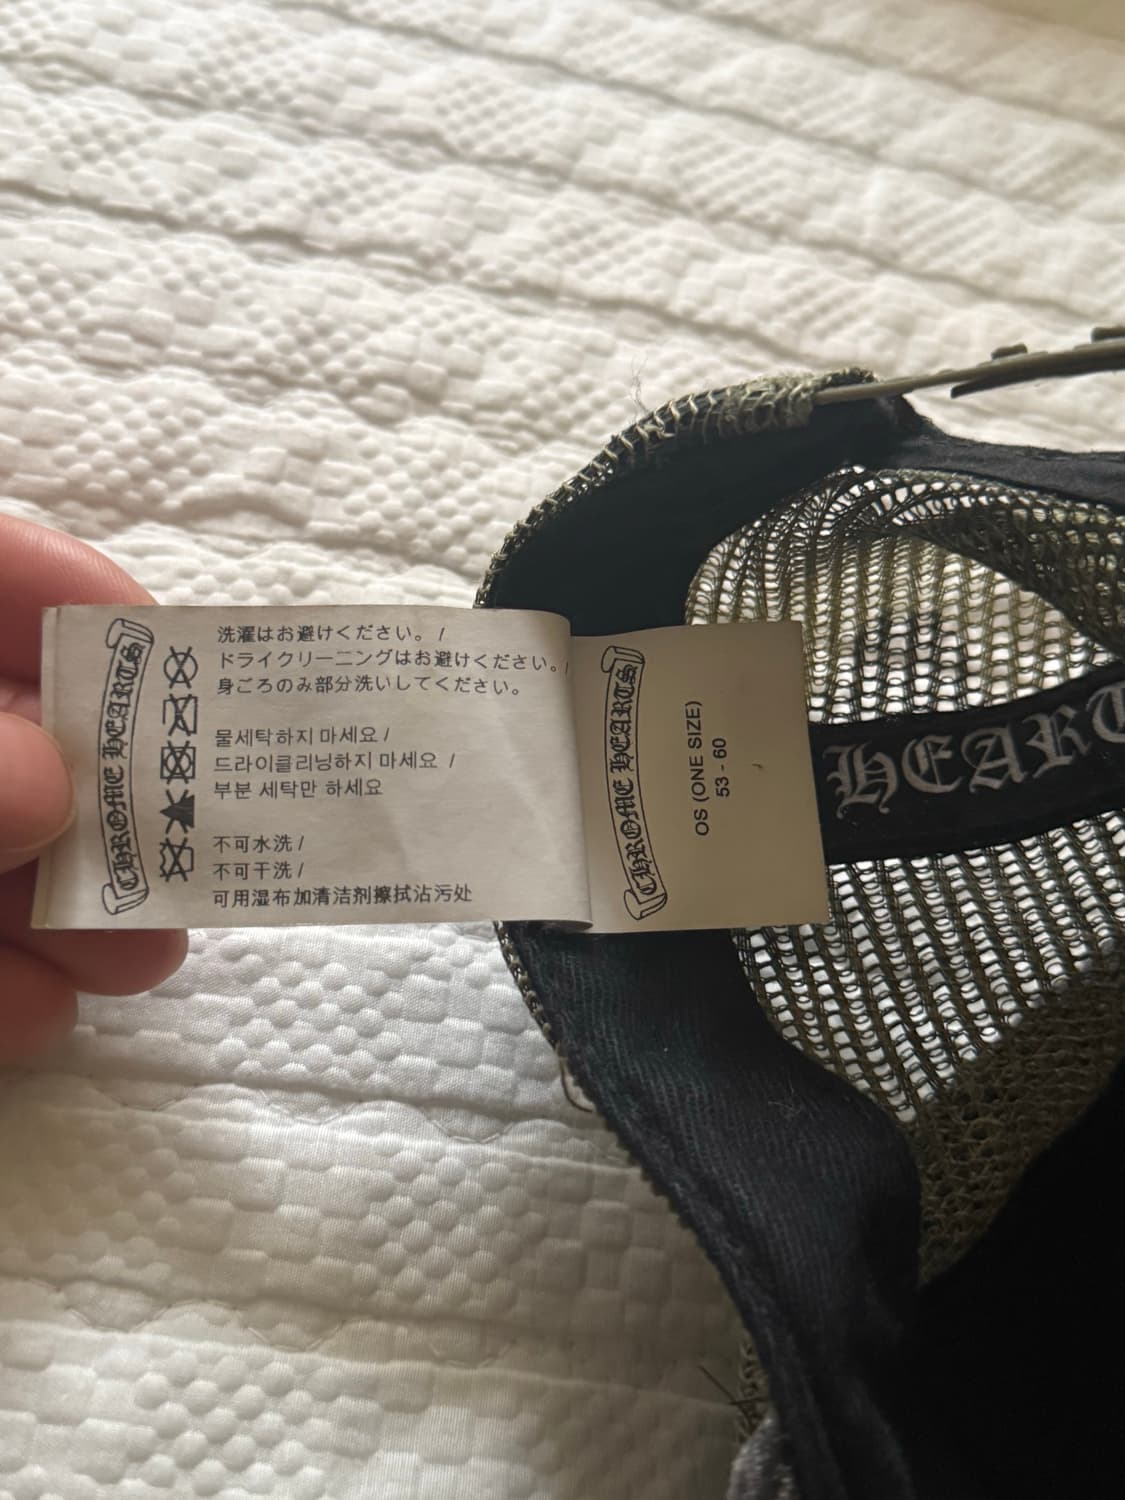 CHROME HEARTS
洗濯はお避けください。 /
ドライクリーニングはお避けください。 /
身ごろのみ部分洗いしてください。
물세탁하지 마세요 /
드라이클리닝하지 마세요 /
부분 세탁만 하세요
不可水洗 /
不可干洗 /
可用湿布加清洁剂擦拭沾污处
CHROME HEARTS
OS (ONE SIZE)
53 - 60
HEART